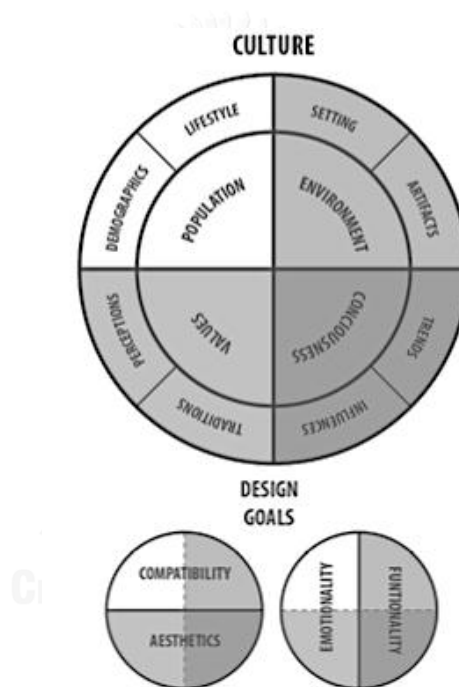 CULTURE
LIFESTYLE
SETTING
DEMOGRAPHICS
ARTIFACTS
POPULATION
ENVIRONMENT
VALUES
CONCIOUSNESS
PERCEPTIONS
TRENDS
TRADITIONS
INFLUENCES
DESIGN
GOALS
COMPATIBILITY
AESTHETICS
EMOTIONALITY
FUNTIONALITY